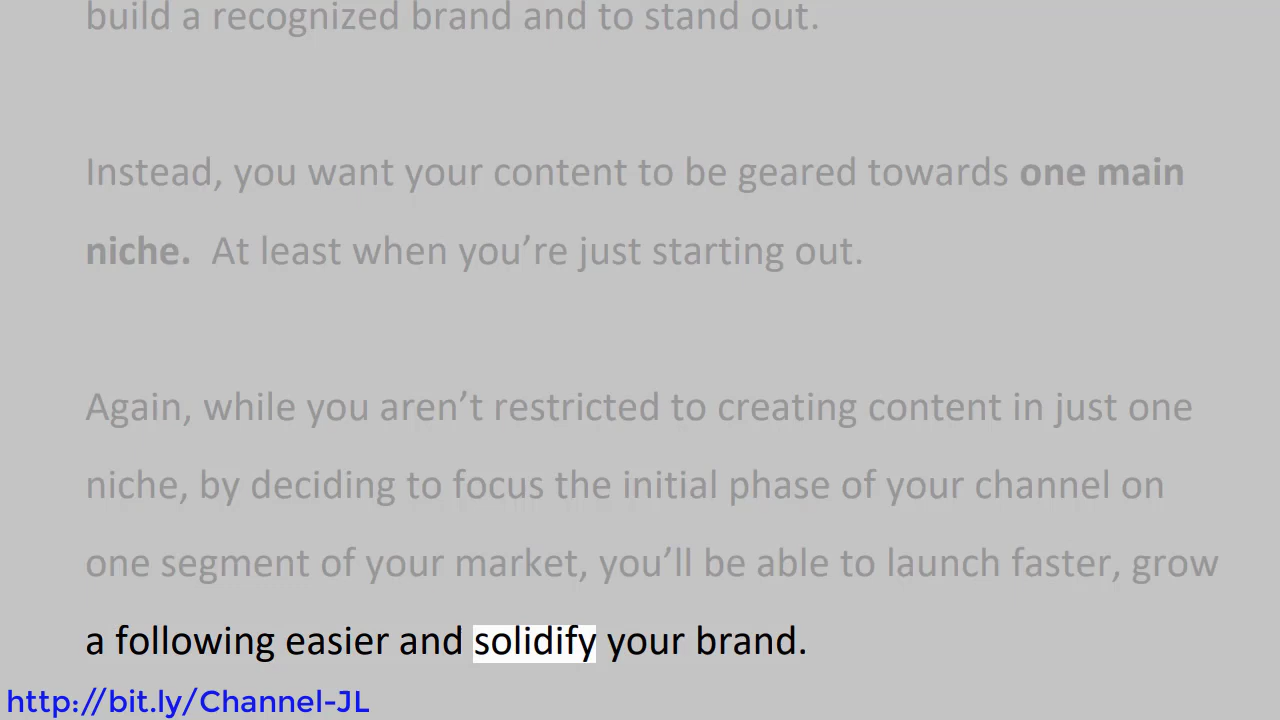 build a recognized brand and to stand out.
Instead, you want your content to be geared towards one main
niche.  At least when you’re just starting out.
Again, while you aren’t restricted to creating content in just one
niche, by deciding to focus the initial phase of your channel on
one segment of your market, you’ll be able to launch faster, grow
a following easier and solidify your brand.
http://bit.ly/Channel-JL